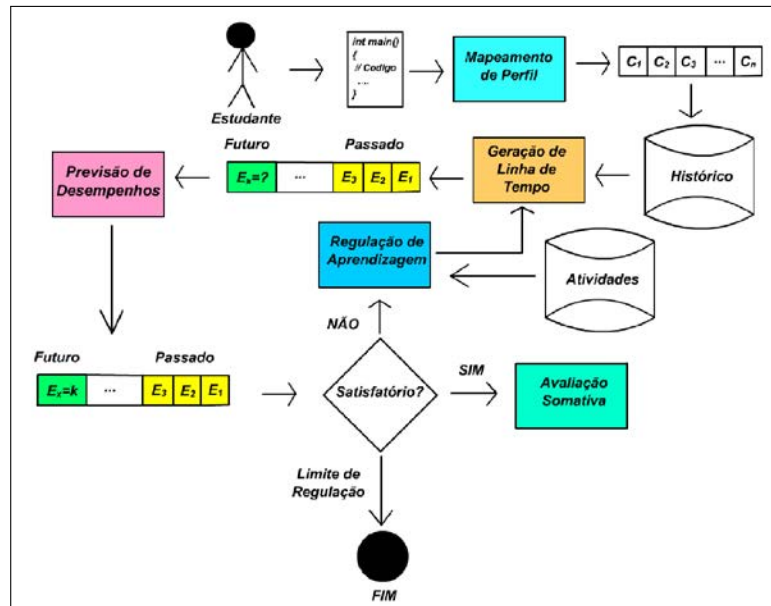 int main()
{
// Codigo
....
}
Mapeamento
de Perfil
C1 C2 C3 ... Cn
Estudante
Futuro
Passado
Previsão de
Desempenhos
Ex=? ... E3 E2 E1
Geração de
Linha de
Tempo
Histórico
Regulação de
Aprendizagem
Atividades
NÃO
Futuro
Passado
Ex=k ... E3 E2 E1
Satisfatório?
SIM
Avaliação
Somativa
Limite de
Regulação
FIM